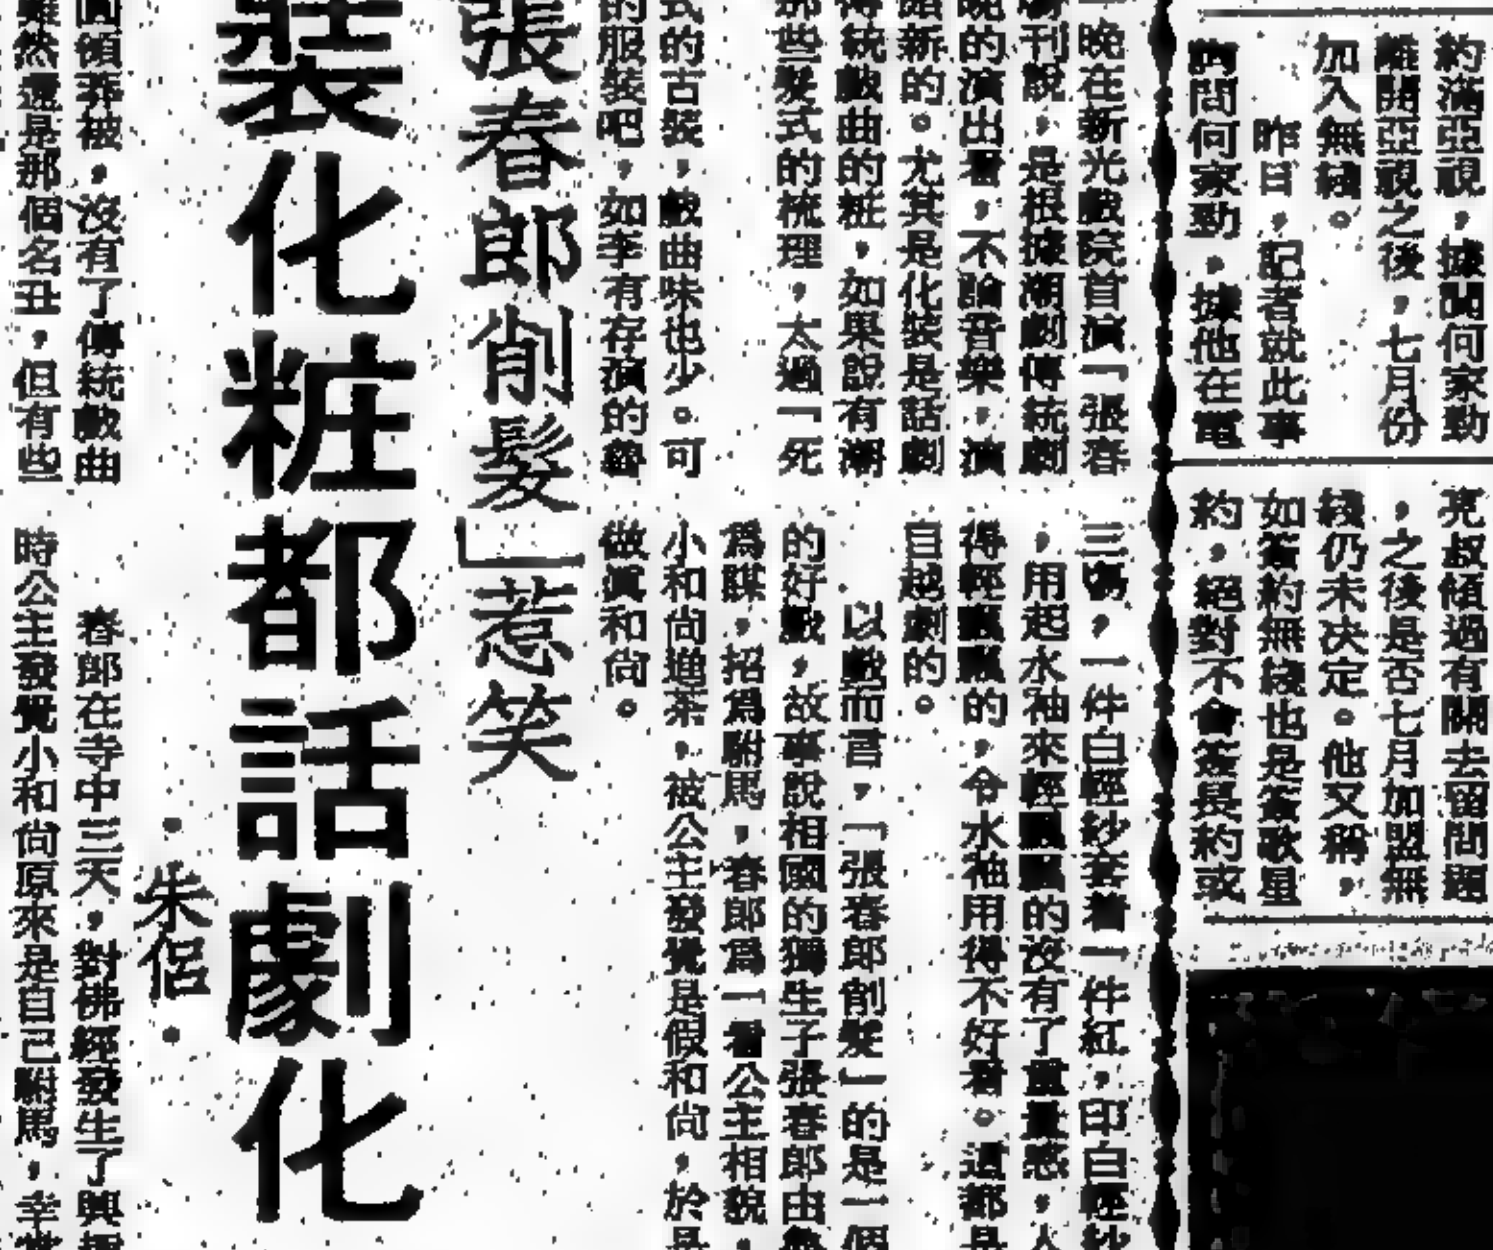 約滿亞視，據聞何家勁
離開亞視之後，七月份
加入無綫。
昨日，記者就此事
詢問何家勁，據他在電
亮叔傾過有關去留問題
，之後是否七月加盟無
綫仍未決定。他又稱，
如簽約無綫也是簽歌星
約，絕對不會簽長約或
晚在新光戲院首演「張春
刊說，是根據潮劇傳統劇
晚的演出看，不論音樂，演
新的。尤其是化裝是話劇
傳統戲曲的粧，如果說有潮
那些髮式的梳理，太過「死
式的古裝，戲曲味也少。可
的服裝吧，如李有存演的魯
三場，一件白輕紗套着一件紅，印白輕紗
，用起水袖來輕飄飄的沒有了重量感，人
得輕飄飄的，令水袖用得不好看。這都是
自越劇的。
以戲而言，「張春郎削髮」的是一個
的好戲，故事說相國的獨生子張春郎由
爲謀，招爲駙馬，春郎爲一看公主相貌，
小和尚進茶，被公主發覺是假和尚，於是
做眞和尚。
張春郎削髮」惹笑
裝化粧都話劇化
・朱侶・
圓領莽被，沒有了傳統戲曲
雖然還是那個名丑，但有些
春郎在寺中三天，對佛經發生了興
時公主發覺小和尚原來是自己駙馬，幸